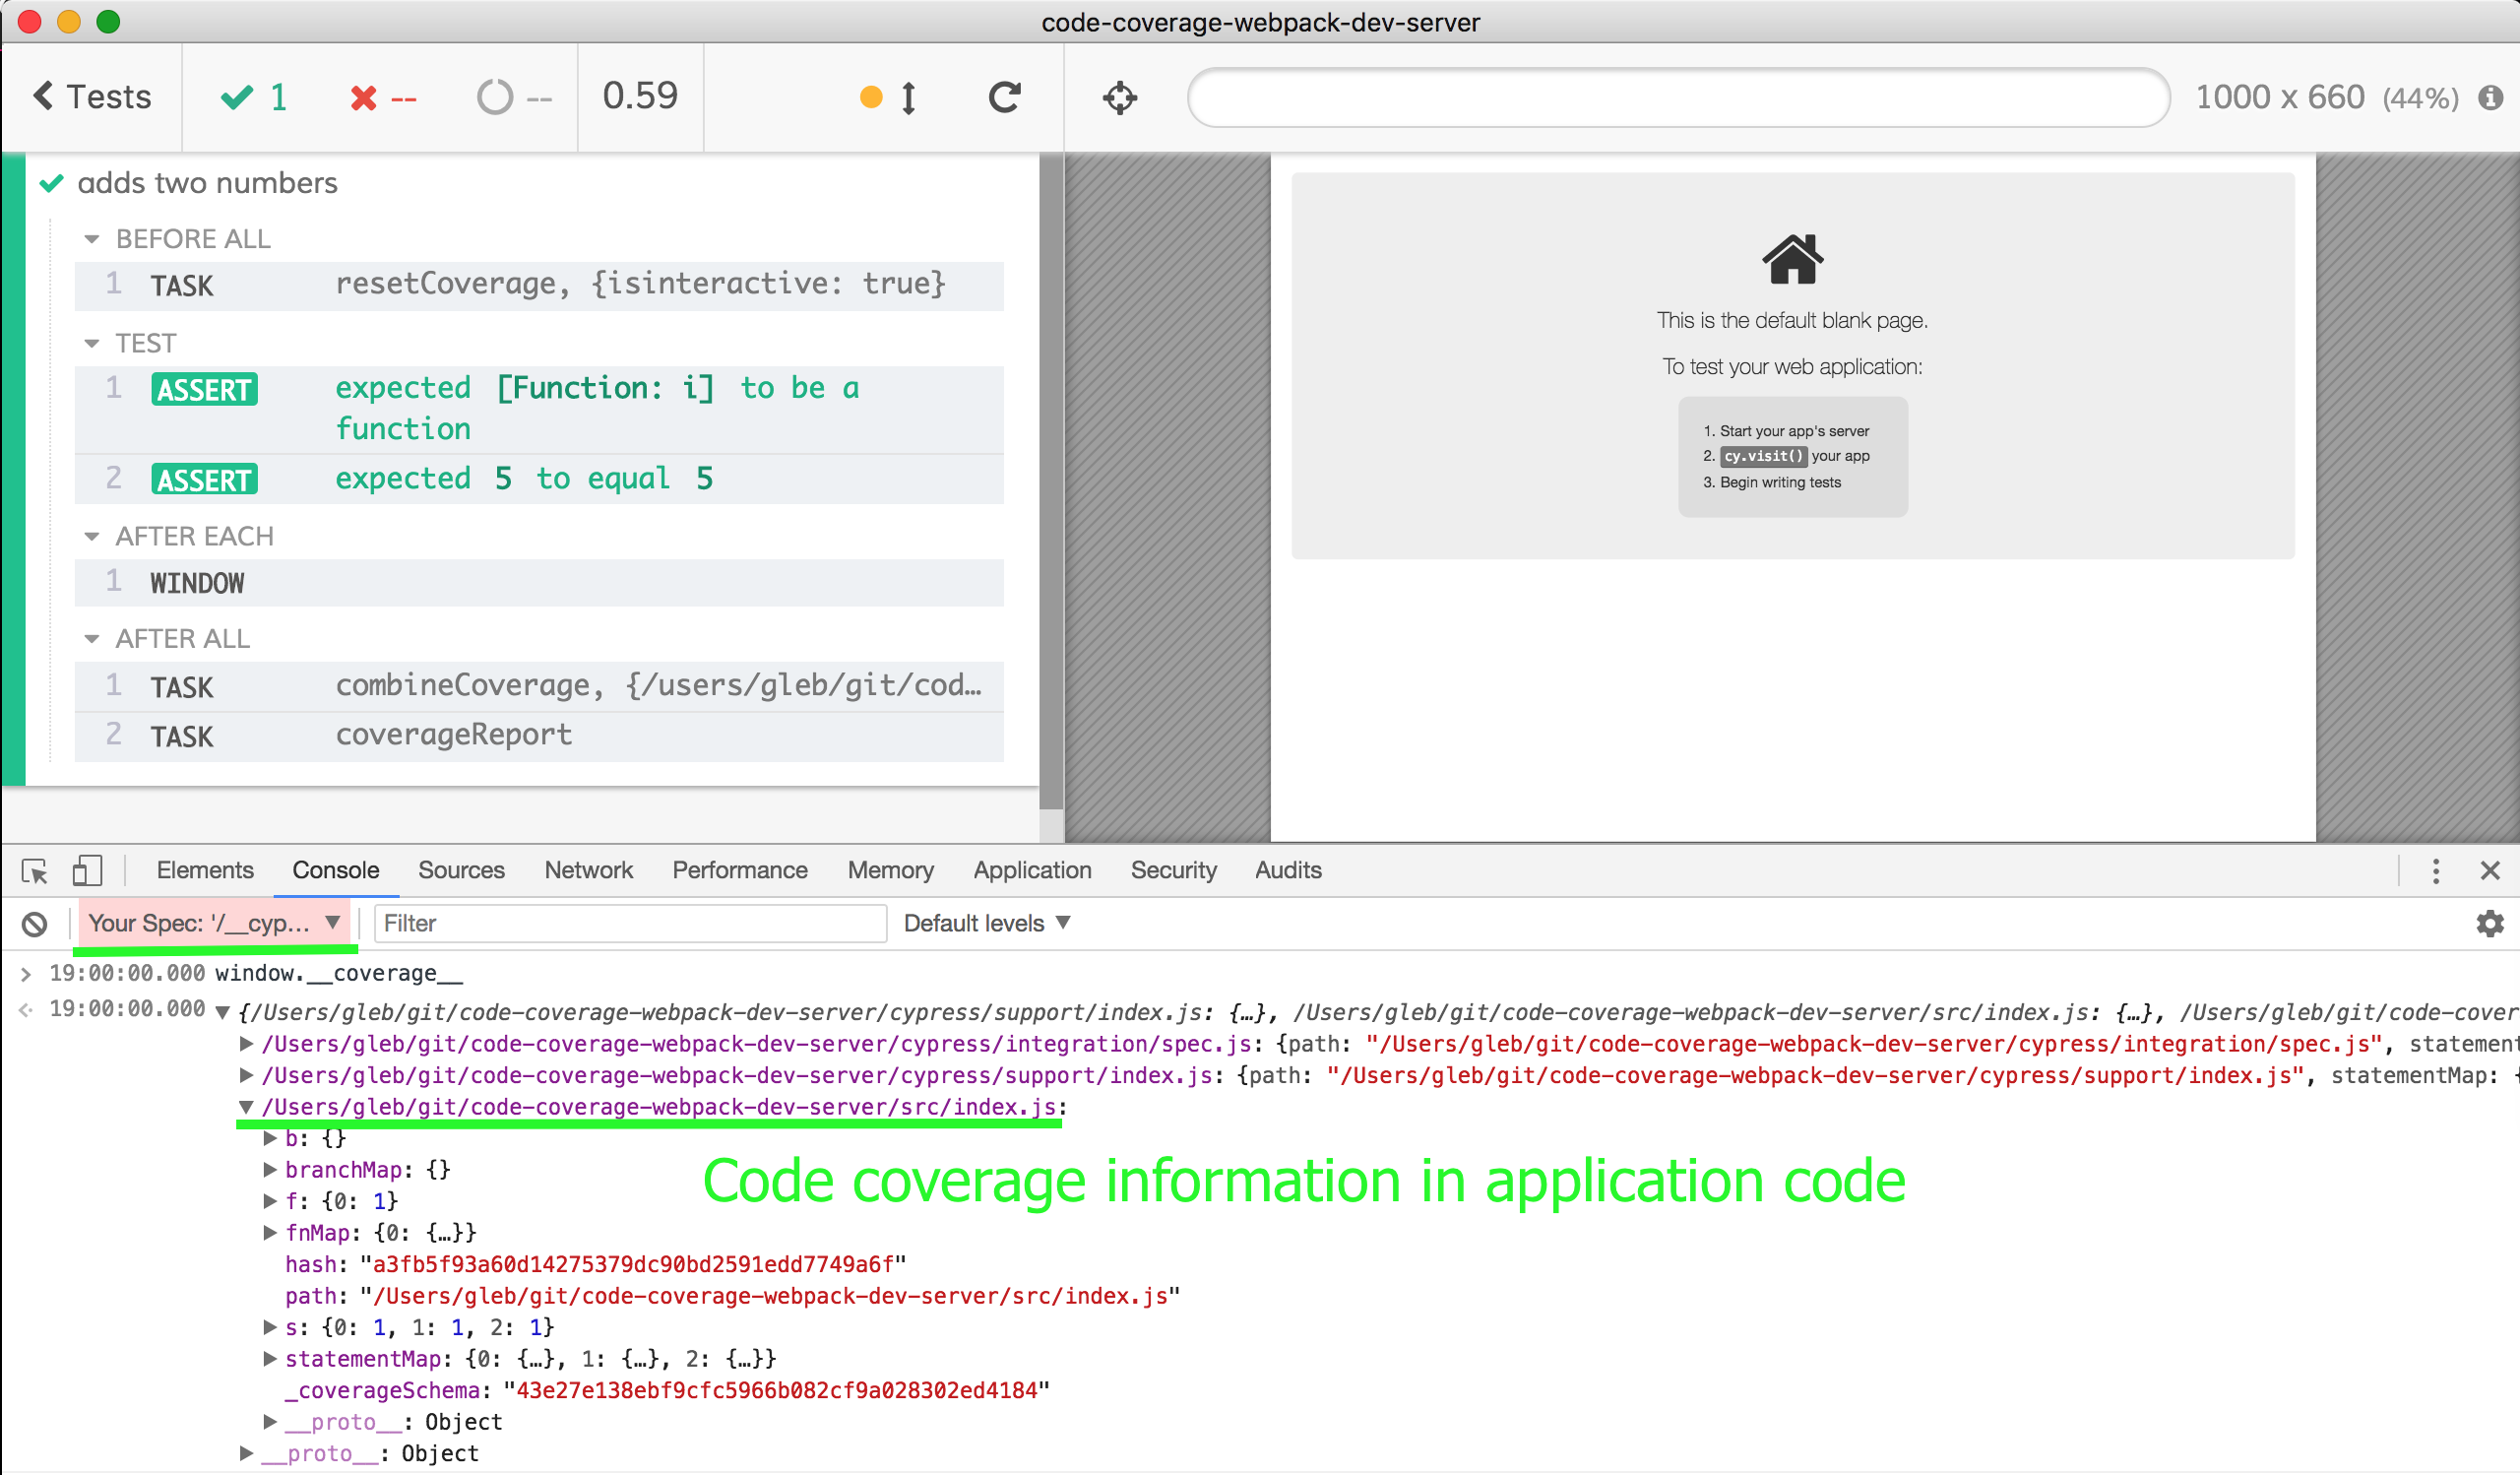 code-coverage-webpack-dev-server
Tests 1 -- -- 0.59 1000 x 660 (44%)
adds two numbers
BEFORE ALL
1 TASK resetCoverage, {isinteractive: true}
TEST
1 ASSERT expected [Function: i] to be a
function
2 ASSERT expected 5 to equal 5
AFTER EACH
1 WINDOW
AFTER ALL
1 TASK combineCoverage, {/users/gleb/git/cod…
2 TASK coverageReport
This is the default blank page.
To test your web application:
1. Start your app's server
2. cy.visit() your app
3. Begin writing tests
Elements Console Sources Network Performance Memory Application Security Audits
Your Spec: '/__cyp… Filter Default levels
19:00:00.000 window.__coverage__
19:00:00.000 {/Users/gleb/git/code-coverage-webpack-dev-server/cypress/support/index.js: {…}, /Users/gleb/git/code-coverage-webpack-dev-server/src/index.js: {…}, /Users/gleb/git/code-cover
/Users/gleb/git/code-coverage-webpack-dev-server/cypress/integration/spec.js: {path: "/Users/gleb/git/code-coverage-webpack-dev-server/cypress/integration/spec.js", statement
/Users/gleb/git/code-coverage-webpack-dev-server/cypress/support/index.js: {path: "/Users/gleb/git/code-coverage-webpack-dev-server/cypress/support/index.js", statementMap: {
/Users/gleb/git/code-coverage-webpack-dev-server/src/index.js:
b: {}
branchMap: {}
Code coverage information in application code
f: {0: 1}
fnMap: {0: {…}}
hash: "a3fb5f93a60d14275379dc90bd2591edd7749a6f"
path: "/Users/gleb/git/code-coverage-webpack-dev-server/src/index.js"
s: {0: 1, 1: 1, 2: 1}
statementMap: {0: {…}, 1: {…}, 2: {…}}
_coverageSchema: "43e27e138ebf9cfc5966b082cf9a028302ed4184"
__proto__: Object
__proto__: Object